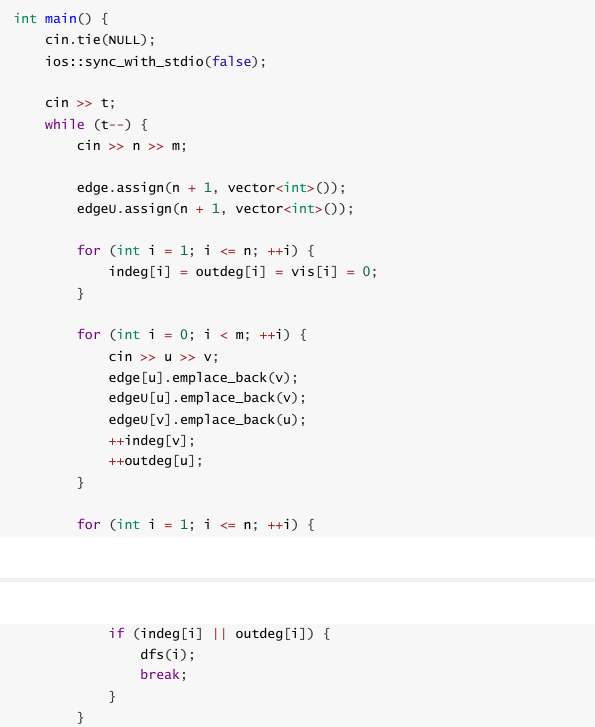 int main() {
    cin.tie(NULL);
    ios::sync_with_stdio(false);

    cin >> t;
    while (t--) {
        cin >> n >> m;

        edge.assign(n + 1, vector<int>());
        edgeU.assign(n + 1, vector<int>());

        for (int i = 1; i <= n; ++i) {
            indeg[i] = outdeg[i] = vis[i] = 0;
        }

        for (int i = 0; i < m; ++i) {
            cin >> u >> v;
            edge[u].emplace_back(v);
            edgeU[u].emplace_back(v);
            edgeU[v].emplace_back(u);
            ++indeg[v];
            ++outdeg[u];
        }

        for (int i = 1; i <= n; ++i) {
            if (indeg[i] || outdeg[i]) {
                dfs(i);
                break;
            }
        }